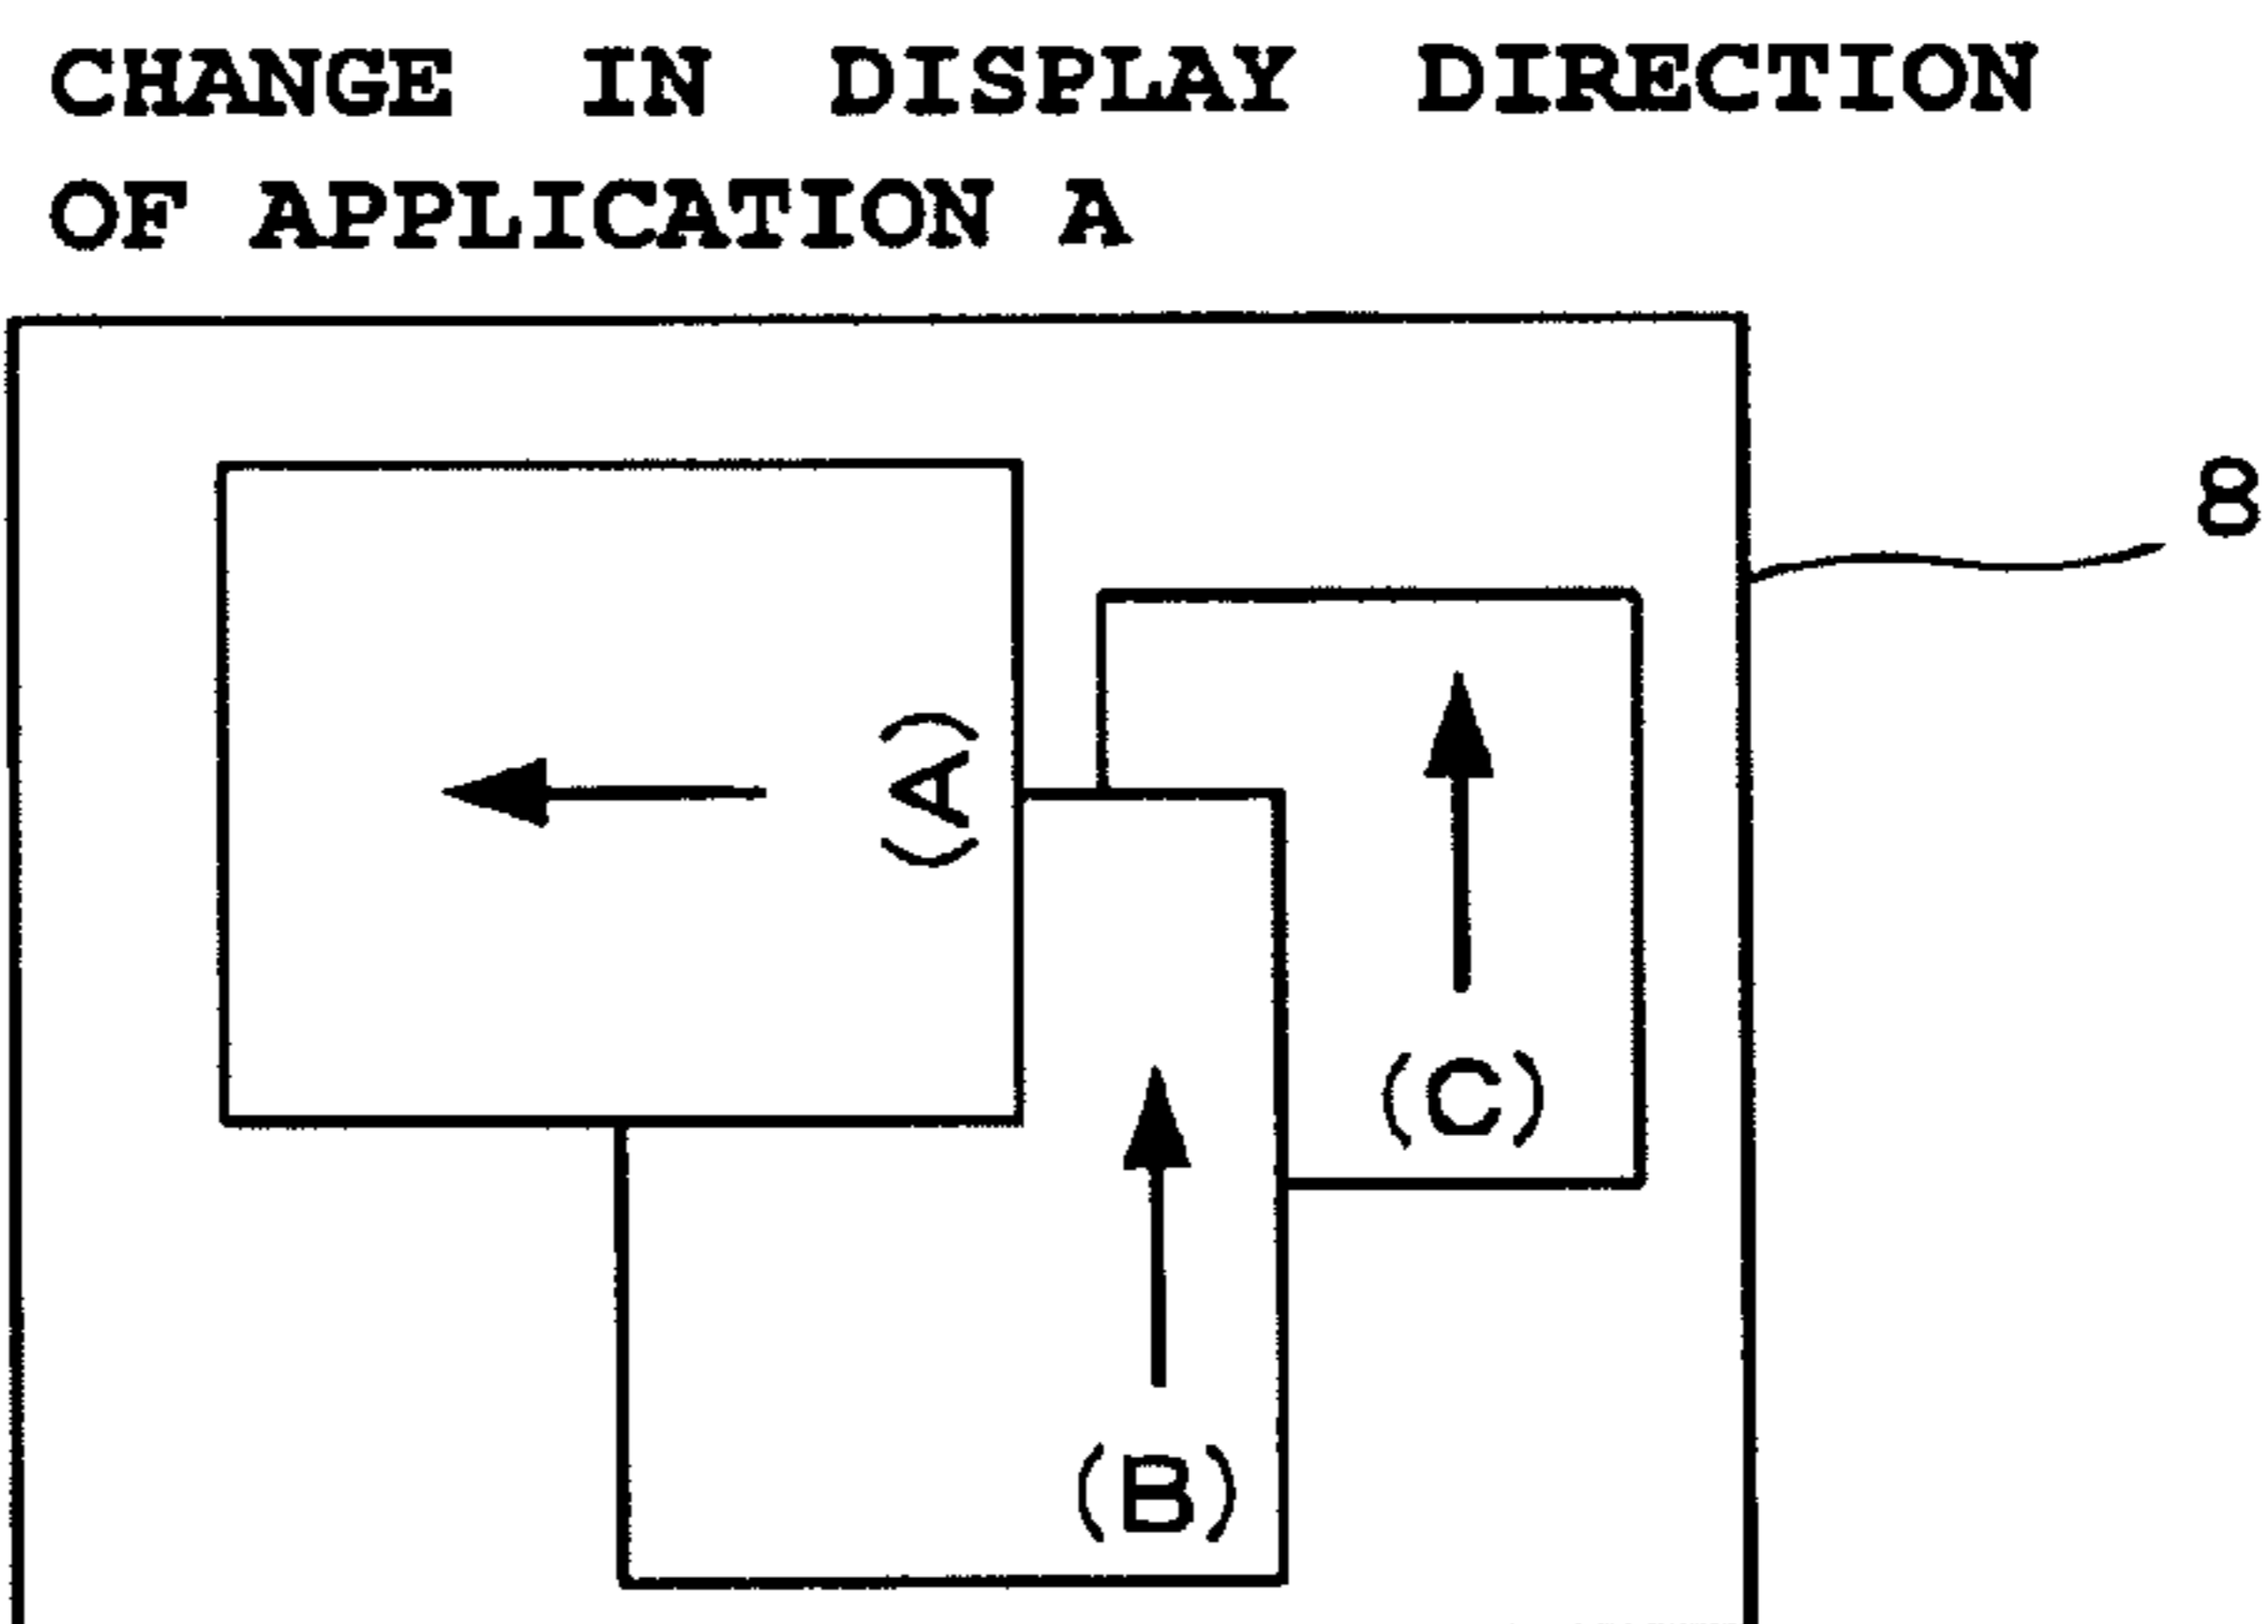 CHANGE IN DISPLAY DIRECTION
OF APPLICATION A
8
(A)
(C)
(B)